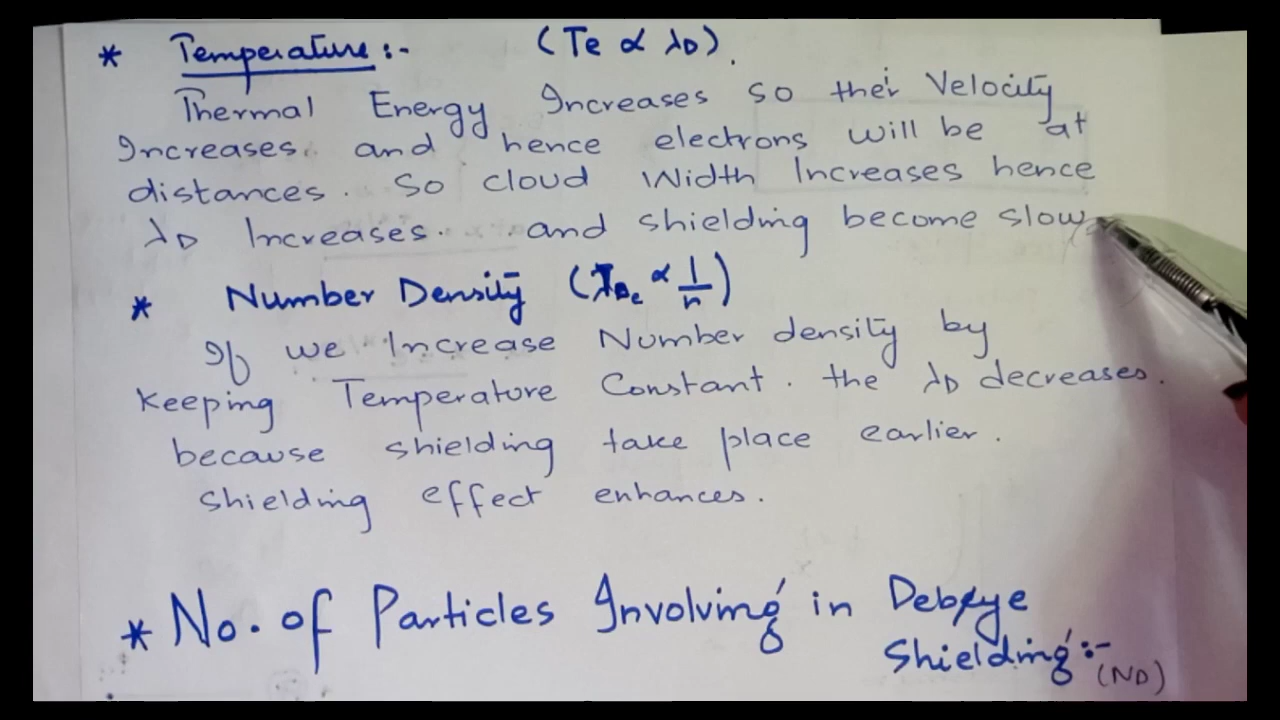 * Temperature :- (Te ∝ λD).
Thermal Energy Increases so their Velocity
Increases. and hence electrons will be at
distances. So cloud Width Increases hence
λD Increases. and shielding become slow
* Number Density (λDe ∝ 1/n)
If we Increase Number density by
keeping Temperature Constant. the λD decreases.
because shielding take place earlier.
Shielding effect enhances.
* No. of Particles Involving in Debye
Shielding :-
(ND)